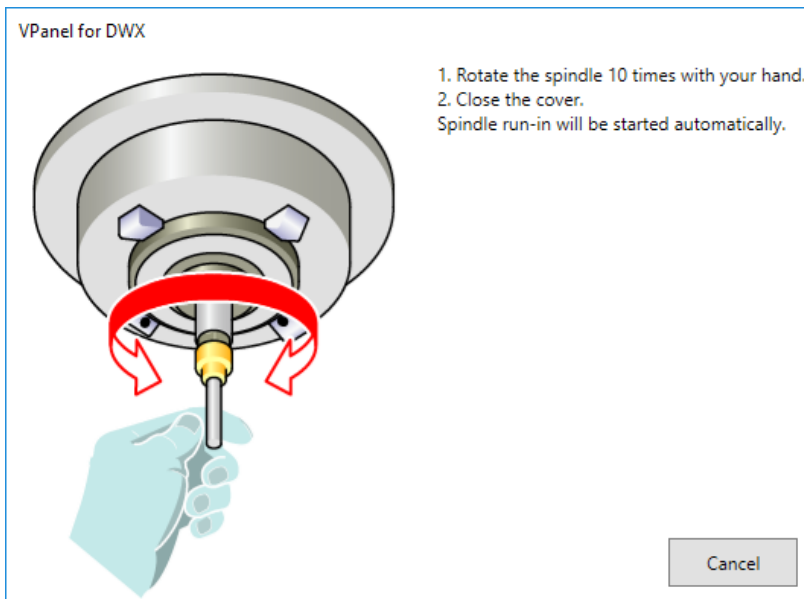 VPanel for DWX
1. Rotate the spindle 10 times with your hand.
2. Close the cover.
Spindle run-in will be started automatically.
Cancel